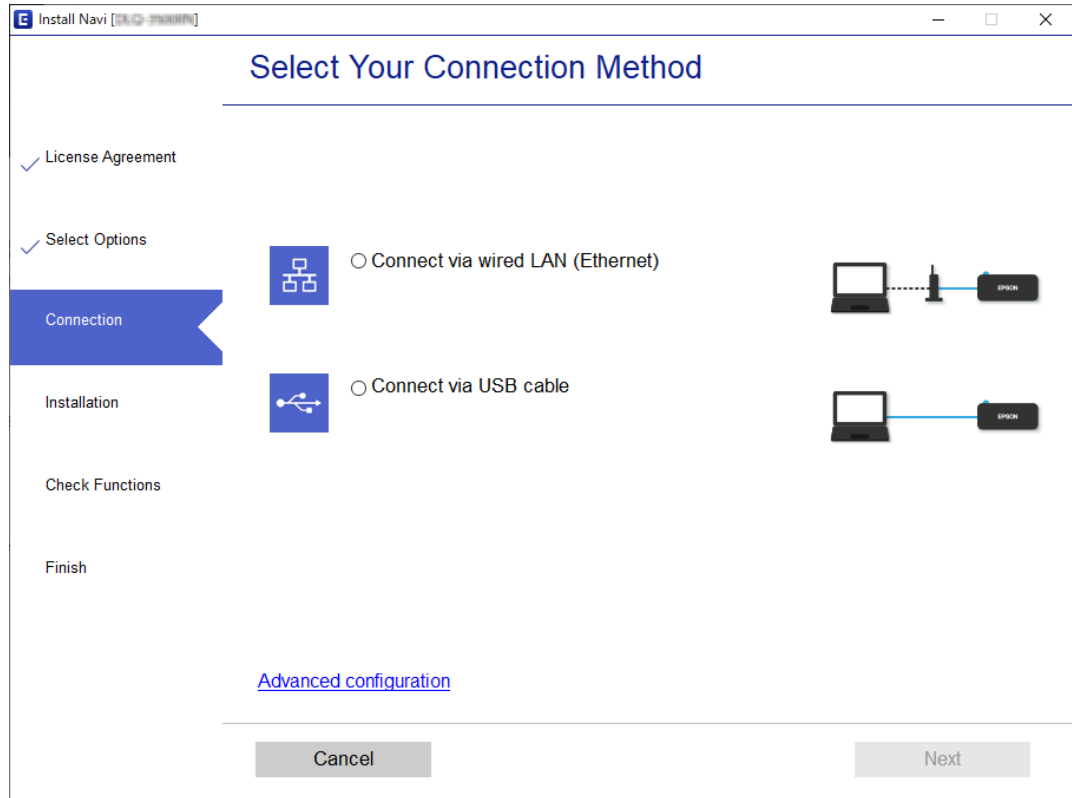 Install Navi [
Select Your Connection Method
License Agreement
Select Options
Connection
Installation
Check Functions
Finish
Connect via wired LAN (Ethernet)
EPSON
Connect via USB cable
EPSON
Advanced configuration
Cancel
Next